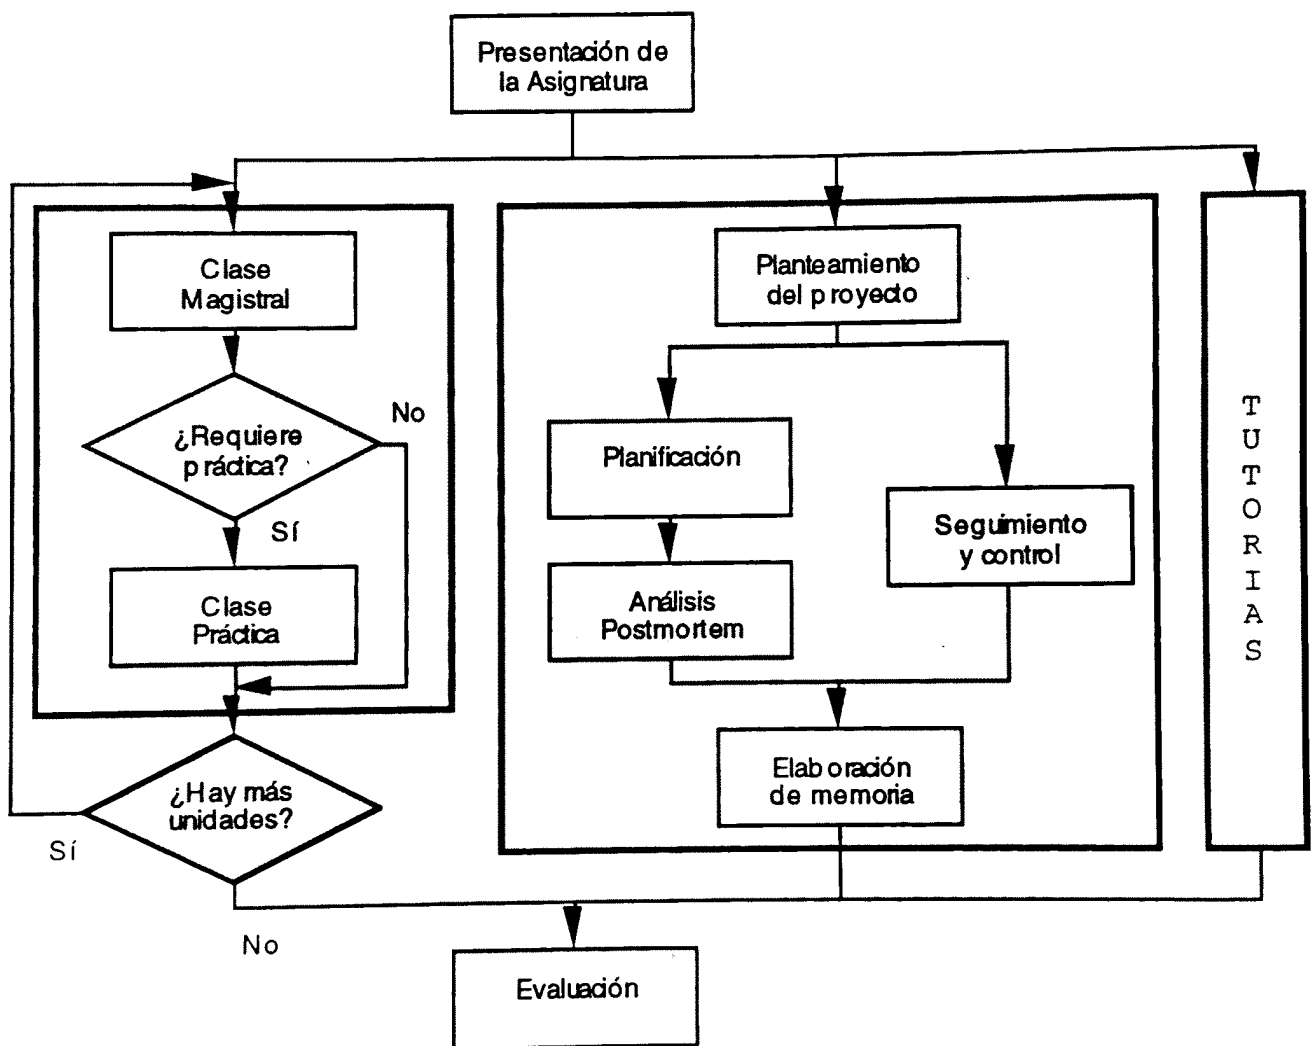 Presentación de
la Asignatura
Clase
Magistral
¿Requiere
práctica?
No
Sí
Clase
Práctica
¿Hay más
unidades?
Sí
No
Planteamiento
del proyecto
Planificación
Seguimiento
y control
Análisis
Postmortem
Elaboración
de memoria
TUTORIAS
Evaluación